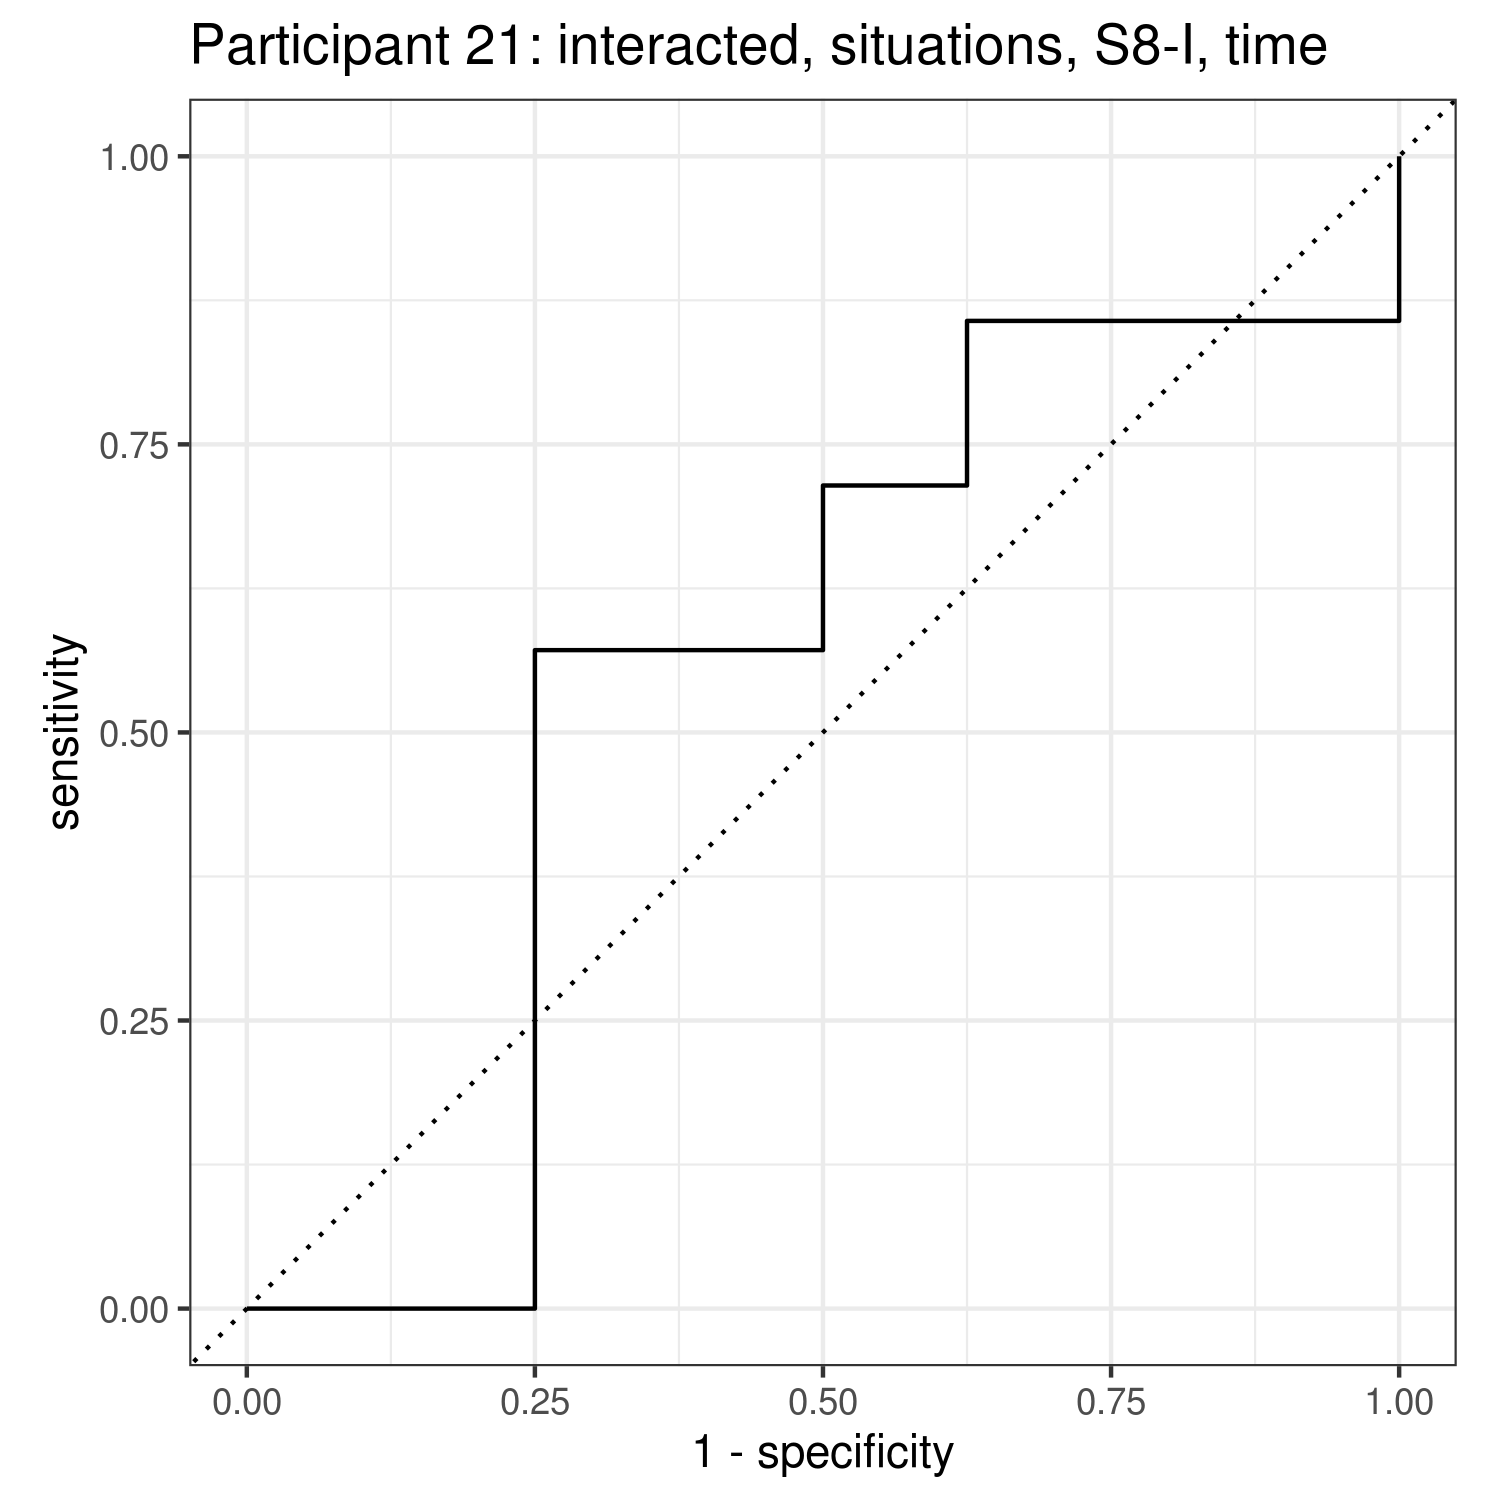 Participant 21: interacted, situations, S8-I, time
1.00
0.75
0.50
0.25
0.00
sensitivity
0.00 0.25 0.50 0.75 1.00
1 - specificity